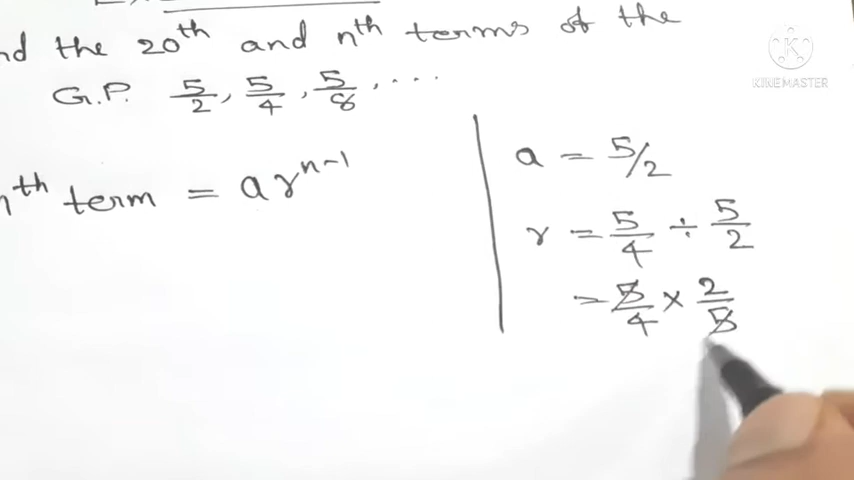 nd the 20th and nth terms of the
G.P. 5/2, 5/4, 5/8, ...
nth term = ar^n-1
a = 5/2
r = 5/4 ÷ 5/2
= 5/4 × 2/5
KINEMASTER